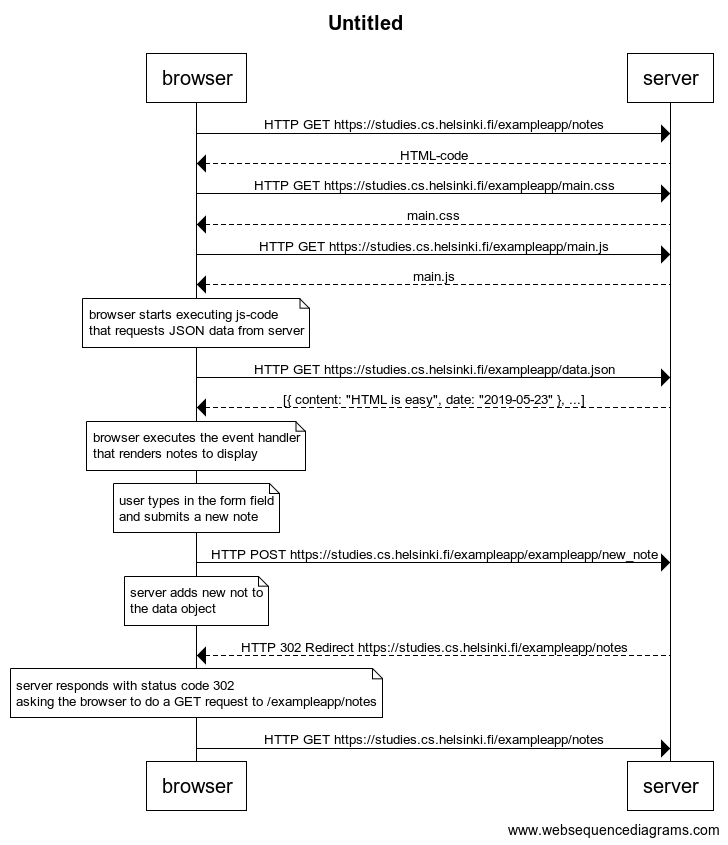 Untitled
browser
server
HTTP GET https://studies.cs.helsinki.fi/exampleapp/notes
HTML-code
HTTP GET https://studies.cs.helsinki.fi/exampleapp/main.css
main.css
HTTP GET https://studies.cs.helsinki.fi/exampleapp/main.js
main.js
browser starts executing js-code
that requests JSON data from server
HTTP GET https://studies.cs.helsinki.fi/exampleapp/data.json
[{ content: "HTML is easy", date: "2019-05-23" }, ...]
browser executes the event handler
that renders notes to display
user types in the form field
and submits a new note
HTTP POST https://studies.cs.helsinki.fi/exampleapp/exampleapp/new_note
server adds new not to
the data object
HTTP 302 Redirect https://studies.cs.helsinki.fi/exampleapp/notes
server responds with status code 302
asking the browser to do a GET request to /exampleapp/notes
HTTP GET https://studies.cs.helsinki.fi/exampleapp/notes
browser
server
www.websequencediagrams.com